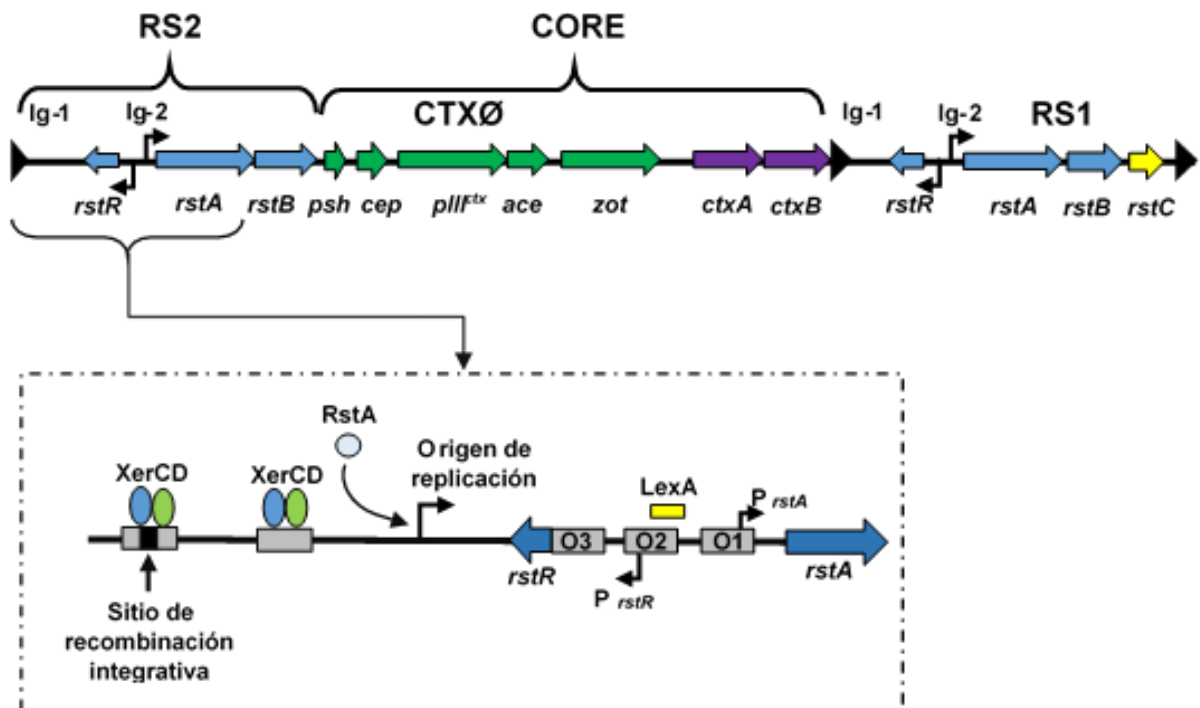 RS2 CORE
Ig-1 Ig-2 CTXØ Ig-1 Ig-2 RS1
rstR rstA rstB psh cep pIII^ctx ace zot ctxA ctxB rstR rstA rstB rstC
RstA
XerCD XerCD Origen de
replicación
LexA P rstA
O3 O2 O1
rstR P rstR rstA
Sitio de
recombinación
integrativa